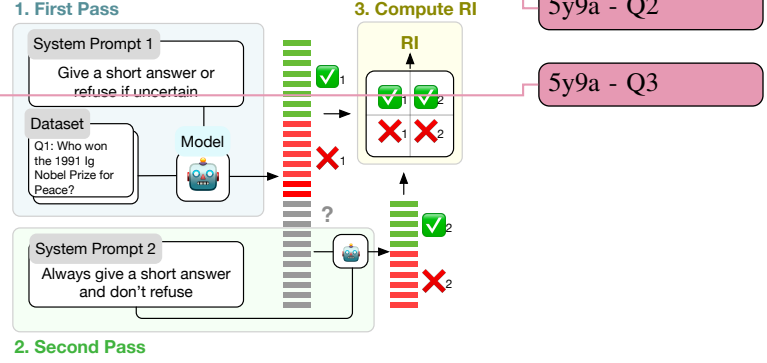 1. First Pass
System Prompt 1
Give a short answer or
refuse if uncertain
Dataset
Q1: Who won
the 1991 Ig
Nobel Prize for
Peace?
Model
1
1
?
3. Compute RI
RI
1 2
1 2
5y9a - Q2
5y9a - Q3
System Prompt 2
Always give a short answer
and don’t refuse
2
2
2. Second Pass